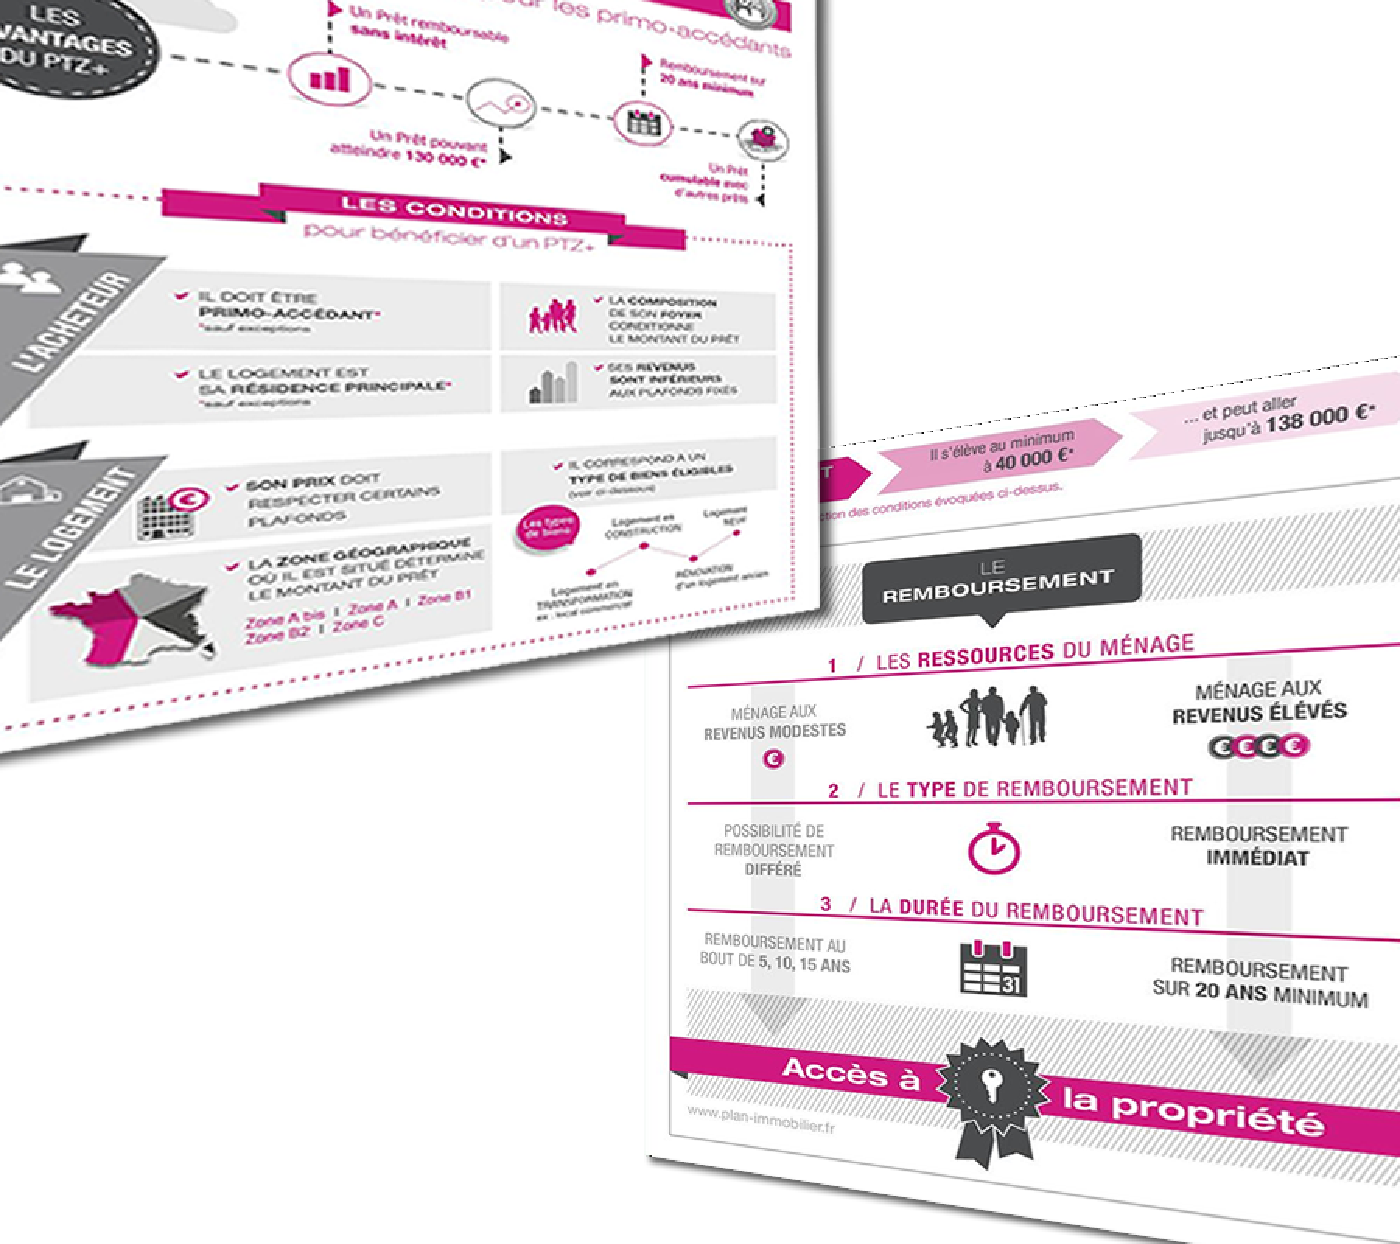 LES
VANTAGES
DU PTZ+
ur les primo-accédants
Un Prêt remboursable
sans intérêt
Remboursement sur
20 ans minimum
Un Prêt pouvant
atteindre 130 000 €*
Un Prêt
cumulable avec
d'autres prêts
LES CONDITIONS
pour bénéficier d'un PTZ+
L'ACHETEUR
IL DOIT ÊTRE
PRIMO-ACCÉDANT*
*sauf exceptions
LA COMPOSITION
DE SON FOYER
CONDITIONNE
LE MONTANT DU PRÊT
LE LOGEMENT EST
SA RÉSIDENCE PRINCIPALE*
*sauf exceptions
SES REVENUS
SONT INFÉRIEURS
AUX PLAFONDS FIXÉS
LE LOGEMENT
SON PRIX DOIT
RESPECTER CERTAINS
PLAFONDS
IL CORRESPOND À UN
TYPE DE BIENS ÉLIGIBLES
(voir ci-dessous)
Les types
de biens
Logement en
CONSTRUCTION
Logement
NEUF
Logement en
TRANSFORMATION
ex : local commercial
RÉNOVATION
d'un logement ancien
LA ZONE GÉOGRAPHIQUE
OÙ IL EST SITUÉ DÉTERMINE
LE MONTANT DU PRÊT
Zone A bis | Zone A | Zone B1
Zone B2 | Zone C
T
Il s'élève au minimum
à 40 000 €*
... et peut aller
jusqu'à 138 000 €*
ction des conditions évoquées ci-dessus.
LE
REMBOURSEMENT
1 / LES RESSOURCES DU MÉNAGE
MÉNAGE AUX
REVENUS MODESTES
€
MÉNAGE AUX
REVENUS ÉLÉVÉS
€€€€
2 / LE TYPE DE REMBOURSEMENT
POSSIBILITÉ DE
REMBOURSEMENT
DIFFÉRÉ
REMBOURSEMENT
IMMÉDIAT
3 / LA DURÉE DU REMBOURSEMENT
REMBOURSEMENT AU
BOUT DE 5, 10, 15 ANS
31
REMBOURSEMENT
SUR 20 ANS MINIMUM
Accès à la propriété
www.plan-immobilier.fr